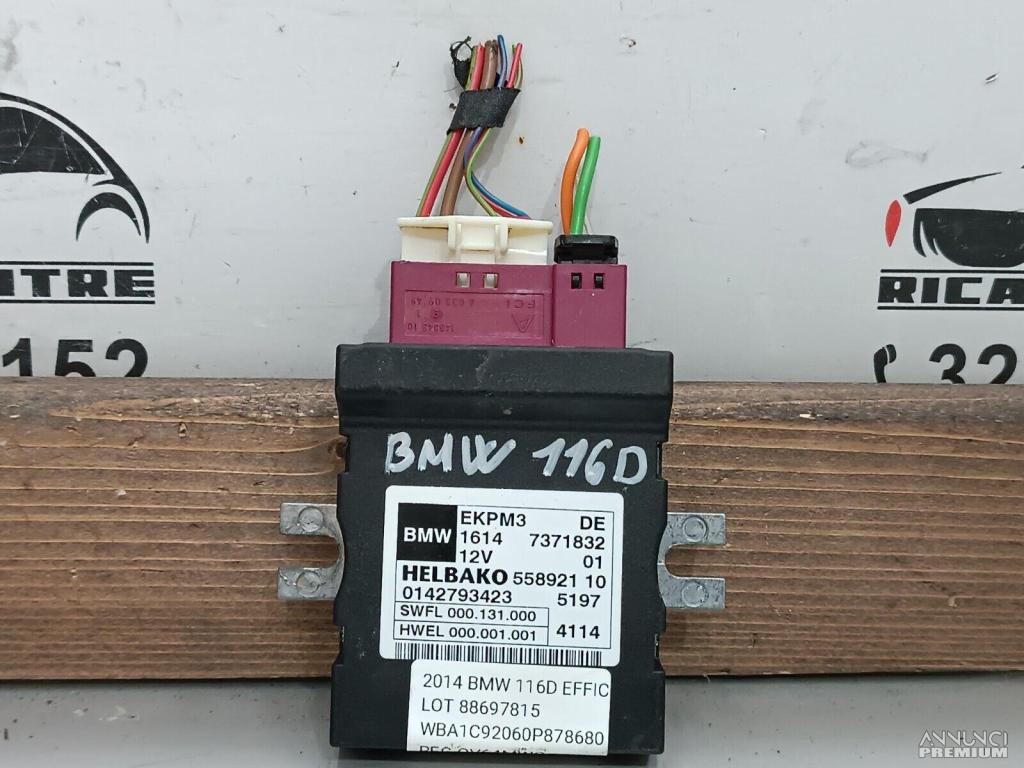 NTRE
RICA
152
32
BMW 116D
BMW
EKPM3 DE
1614 7371832
12V 01
HELBAKO 558921 10
0142793423 5197
SWFL 000.131.000
HWEL 000.001.001 4114
2014 BMW 116D EFFIC
LOT 88697815
WBA1C92060P878680
ANNUNCI
PREMIUM